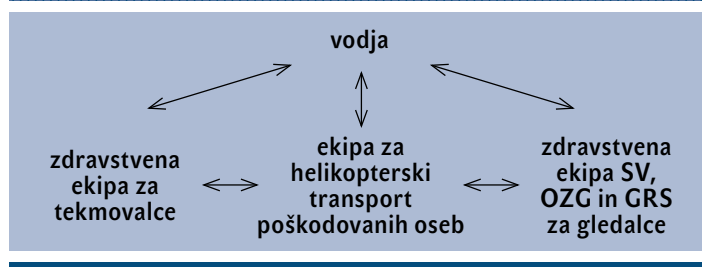 vodja
zdravstvena
ekipa za
tekmovalce
ekipa za
helikopterski
transport
poškodovanih oseb
zdravstvena
ekipa SV,
OZG in GRS
za gledalce